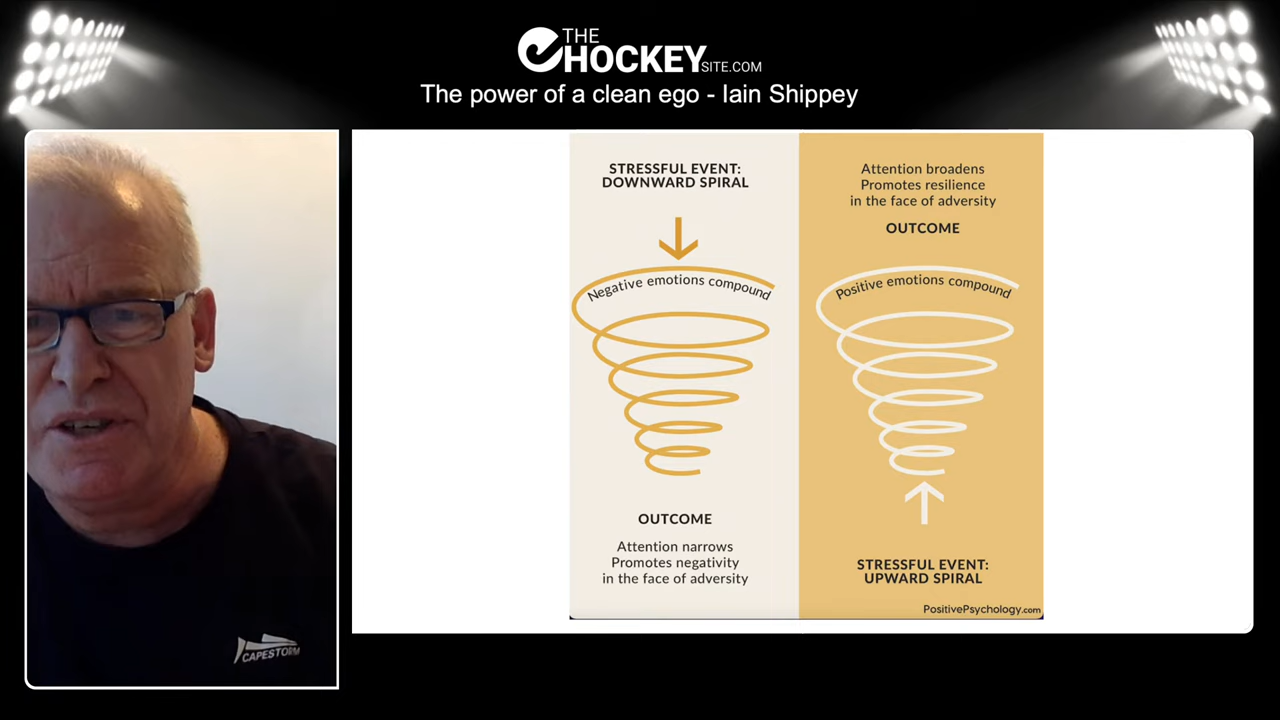 THE
HOCKEYSITE.COM
The power of a clean ego - Iain Shippey
STRESSFUL EVENT:
DOWNWARD SPIRAL
Negative emotions compound
OUTCOME
Attention narrows
Promotes negativity
in the face of adversity
Attention broadens
Promotes resilience
in the face of adversity
OUTCOME
Positive emotions compound
STRESSFUL EVENT:
UPWARD SPIRAL
PositivePsychology.com
CAPESTORM